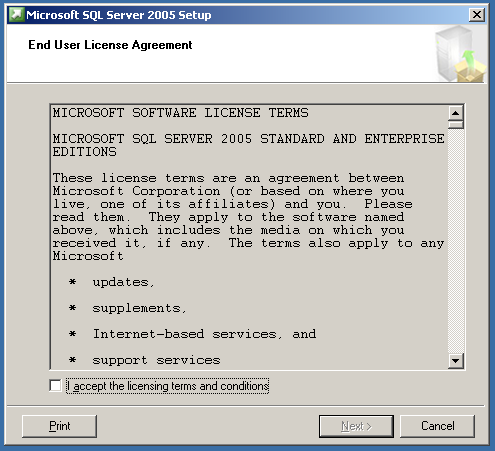 Microsoft SQL Server 2005 Setup
End User License Agreement
MICROSOFT SOFTWARE LICENSE TERMS
MICROSOFT SQL SERVER 2005 STANDARD AND ENTERPRISE
EDITIONS
These license terms are an agreement between
Microsoft Corporation (or based on where you
live, one of its affiliates) and you.  Please
read them.  They apply to the software named
above, which includes the media on which you
received it, if any.  The terms also apply to any
Microsoft
* updates,
* supplements,
* Internet-based services, and
* support services
I accept the licensing terms and conditions
Print
Next >
Cancel